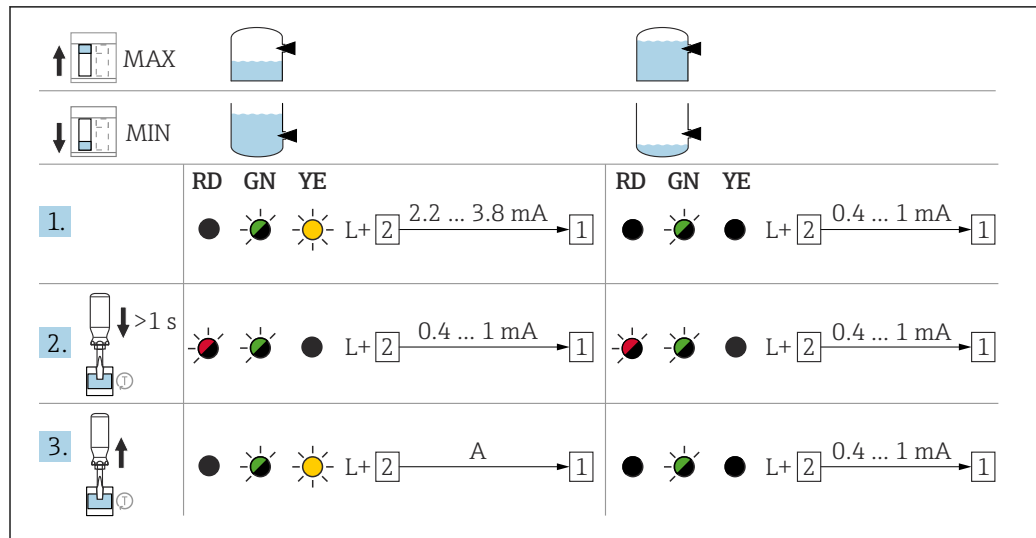 MAX
MIN
RD GN YE RD GN YE
1. L+ 2 2.2 ... 3.8 mA 1 L+ 2 0.4 ... 1 mA 1
2. >1 s T L+ 2 0.4 ... 1 mA 1 L+ 2 0.4 ... 1 mA 1
3. T L+ 2 A 1 L+ 2 0.4 ... 1 mA 1